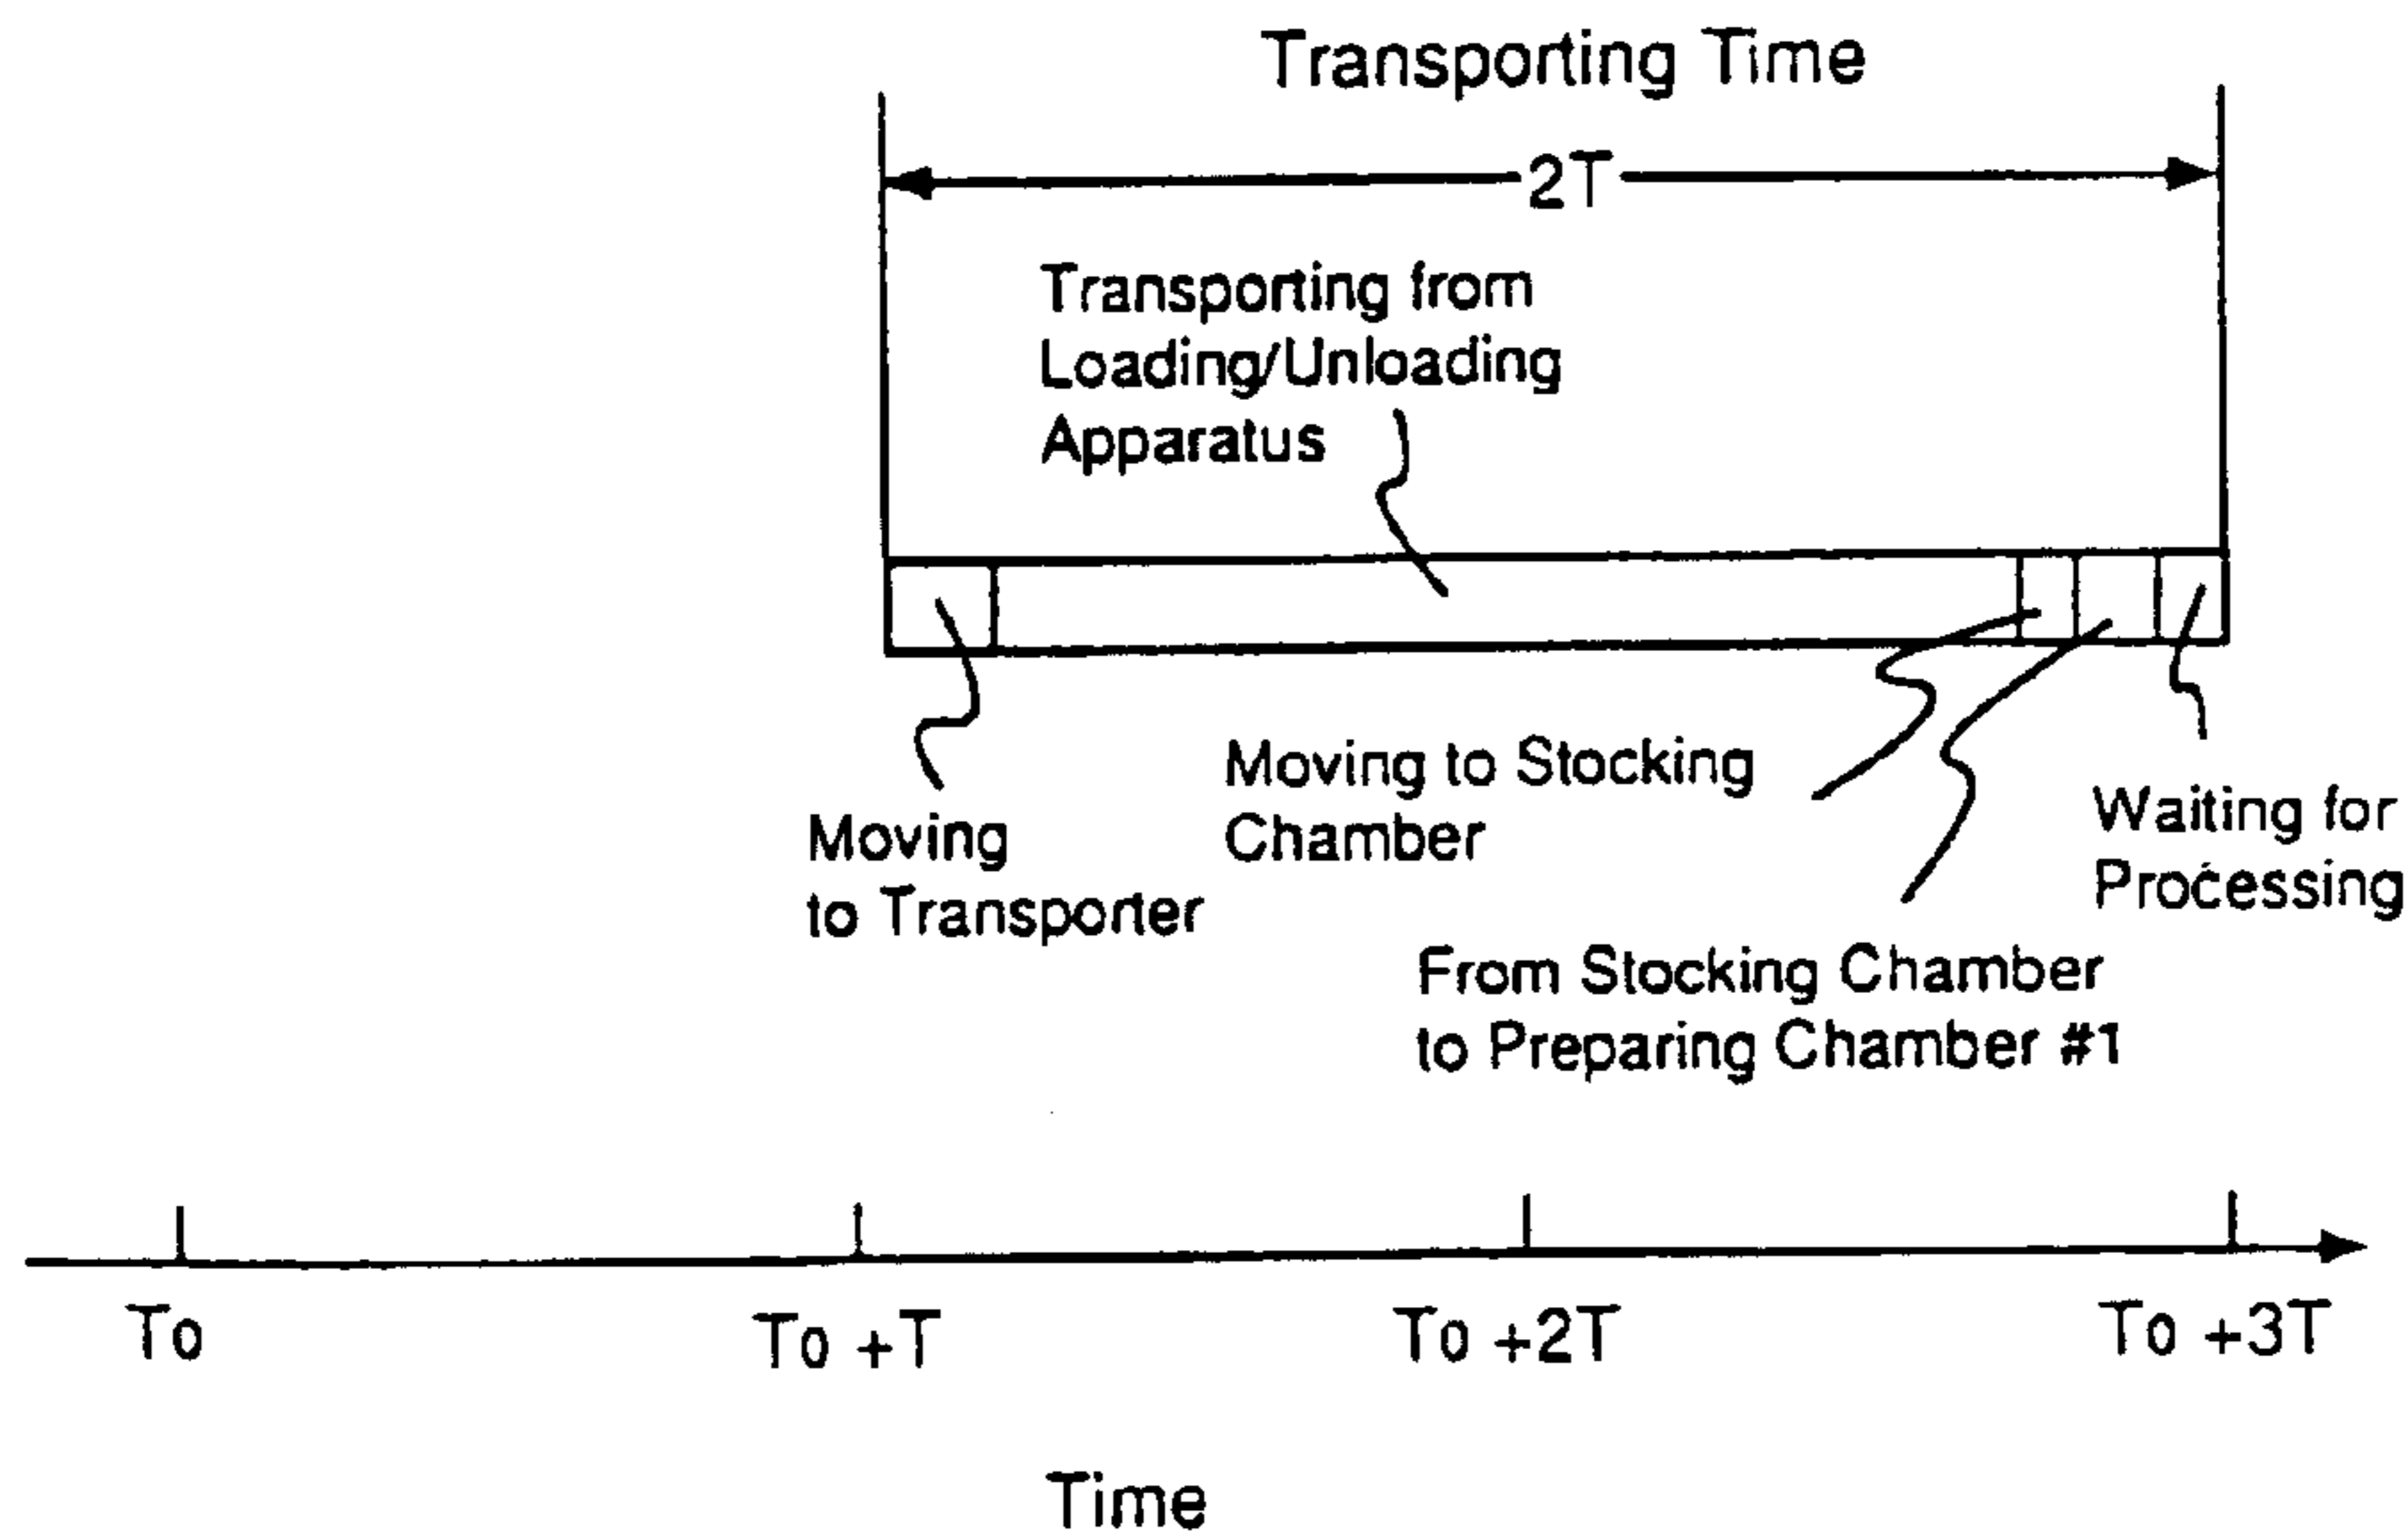 Transporting Time
2T
Transporting from
Loading/Unloading
Apparatus
Moving to Stocking
Chamber
Moving
to Transporter
Waiting for
Processing
From Stocking Chamber
to Preparing Chamber #1
To
To +T
To +2T
To +3T
Time